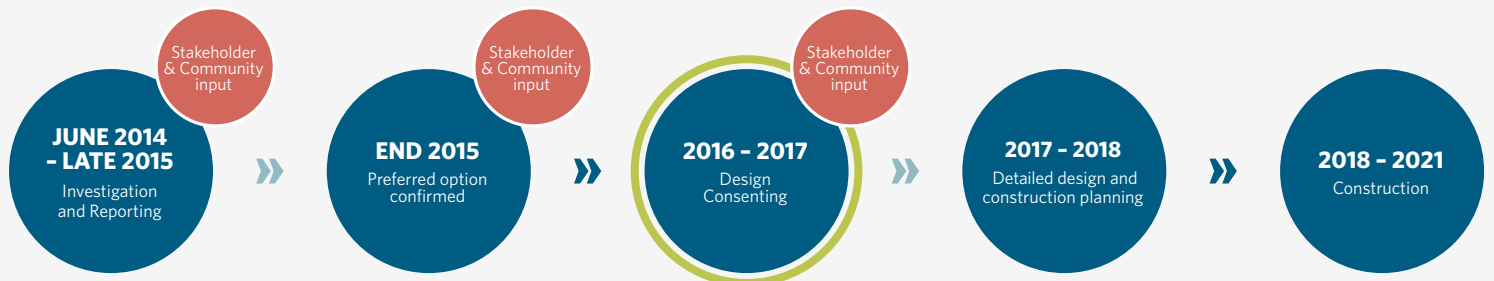 Stakeholder
& Community
input
JUNE 2014
– LATE 2015
Investigation
and Reporting
Stakeholder
& Community
input
END 2015
Preferred option
confirmed
Stakeholder
& Community
input
2016 – 2017
Design
Consenting
2017 – 2018
Detailed design and
construction planning
2018 – 2021
Construction